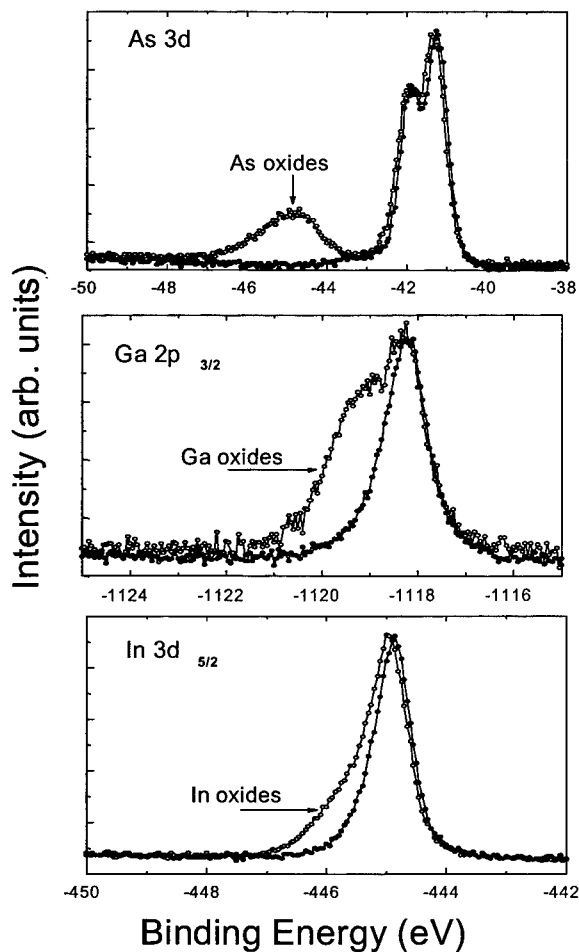 As 3d
As oxides
-50 -48 -46 -44 -42 -40 -38
Ga 2p 3/2
Ga oxides
-1124 -1122 -1120 -1118 -1116
In 3d 5/2
In oxides
-450 -448 -446 -444 -442
Binding Energy (eV)
Intensity (arb. units)